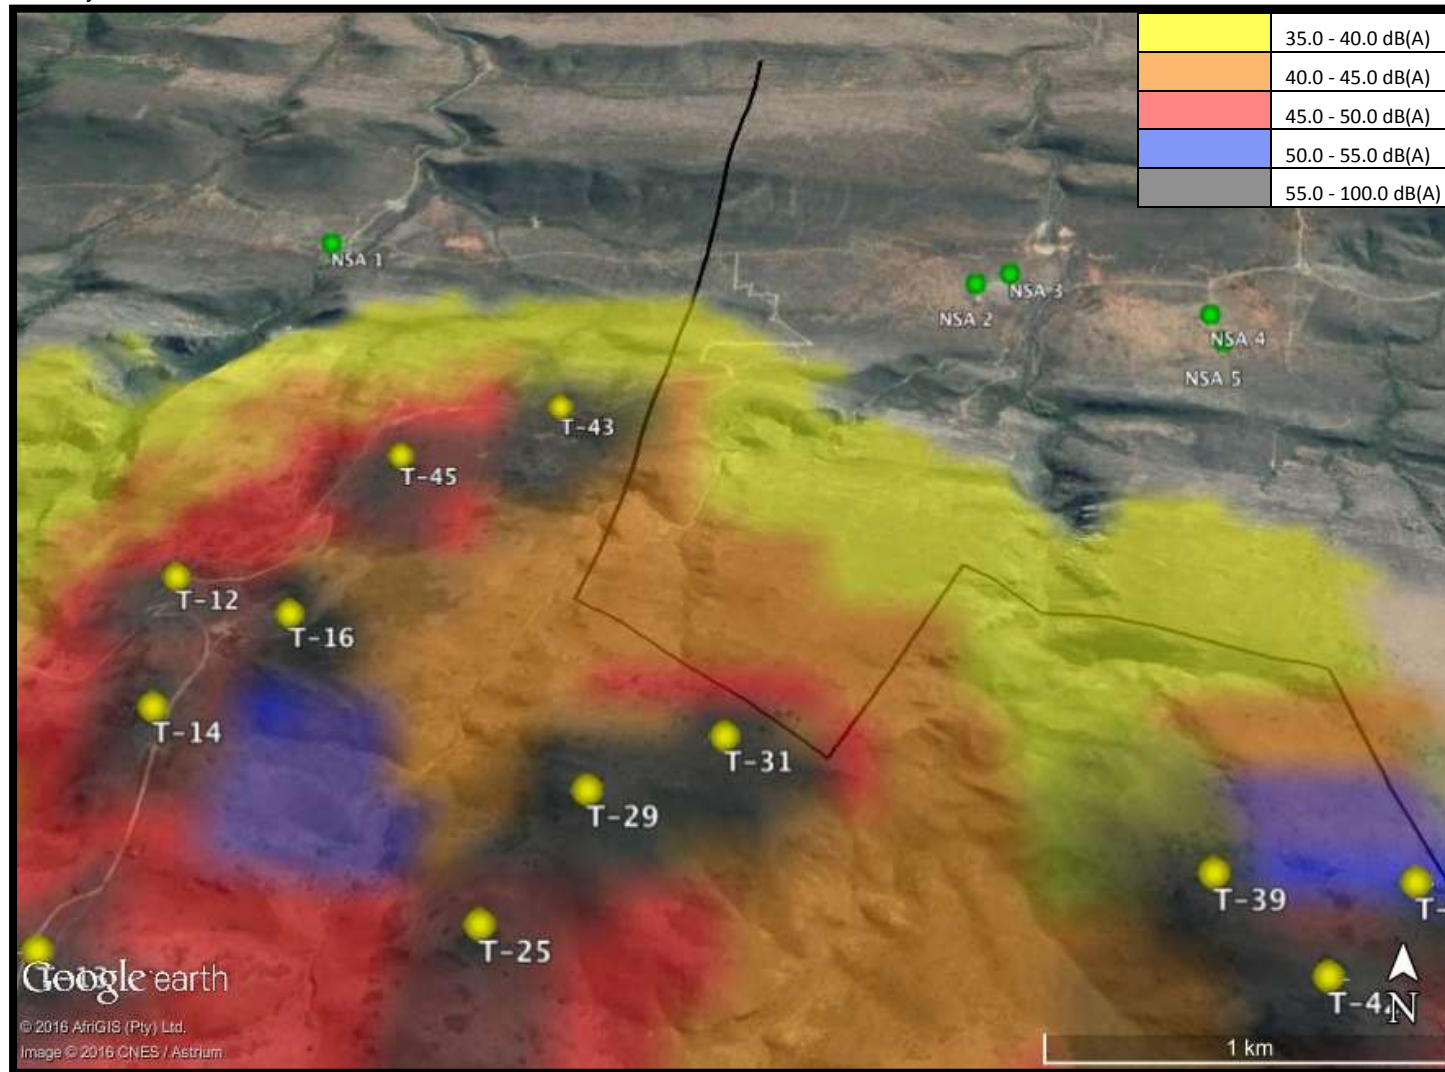 35.0 - 40.0 dB(A)
40.0 - 45.0 dB(A)
45.0 - 50.0 dB(A)
50.0 - 55.0 dB(A)
55.0 - 100.0 dB(A)
NSA 1
NSA 3
NSA 2
NSA 4
NSA 5
T-43
T-45
T-12
T-16
T-14
T-31
T-29
T-39
T-
T-25
Google earth
T-42
N
© 2016 AfriGIS (Pty) Ltd.
Image © 2016 CNES / Astrium
1 km